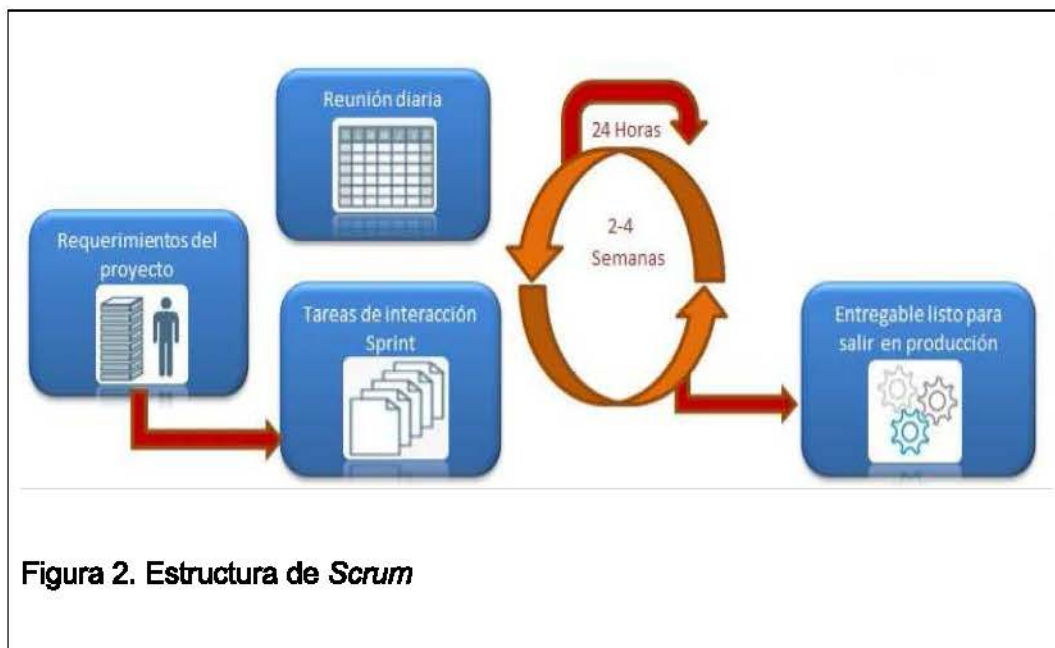 Reunión diaria
24 Horas
2-4
Semanas
Requerimientos del
proyecto
Tareas de interacción
Sprint
Entregable listo para
salir en producción
Figura 2. Estructura de Scrum